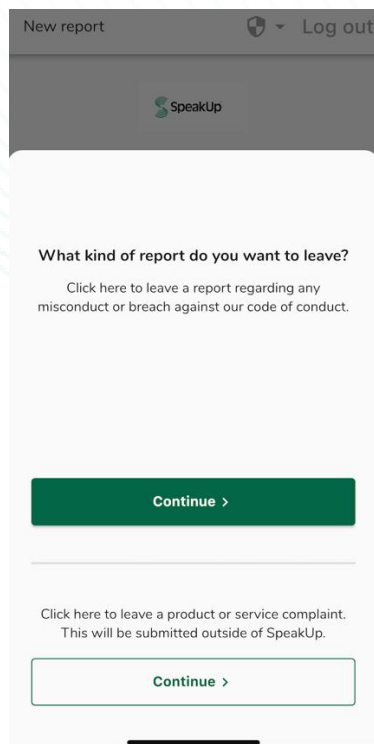 New report
Log out
SpeakUp
What kind of report do you want to leave?
Click here to leave a report regarding any
misconduct or breach against our code of conduct.
Continue >
Click here to leave a product or service complaint.
This will be submitted outside of SpeakUp.
Continue >